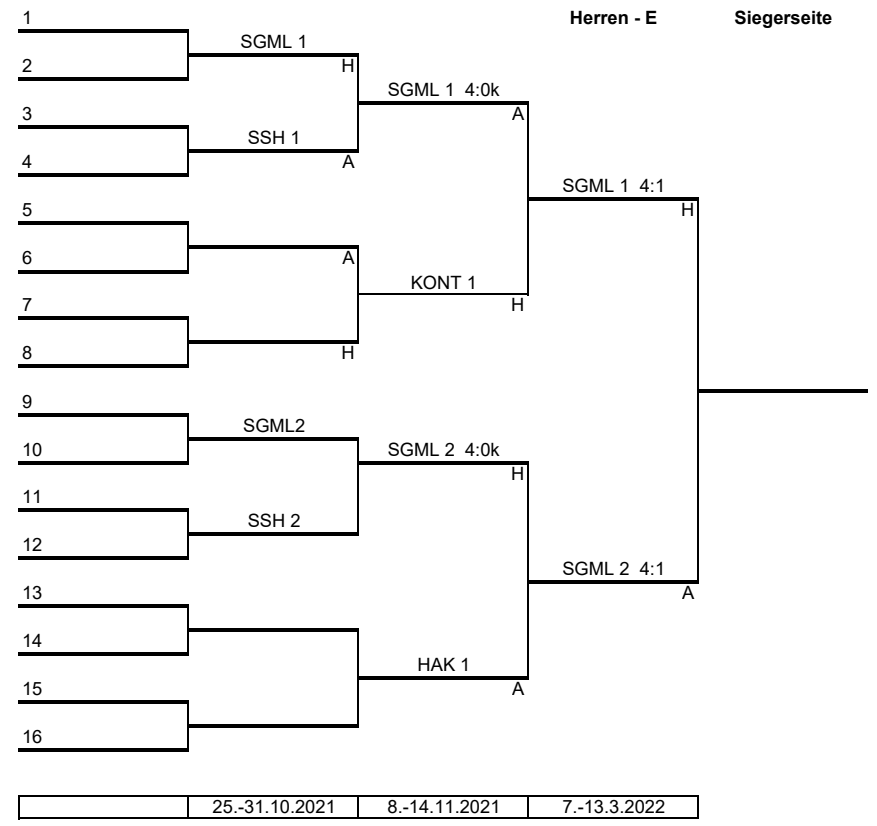 1 Herren - E Siegerseite
SGML 1
2 H
SGML 1 4:0k
3 A
SSH 1
4 A
SGML 1 4:1
5 H
6 A
KONT 1
7 H
8 H
9
SGML2
10 SGML 2 4:0k
H
11
SSH 2
12
SGML 2 4:1
13 A
14
HAK 1
15 A
16
25.-31.10.2021 8.-14.11.2021 7.-13.3.2022